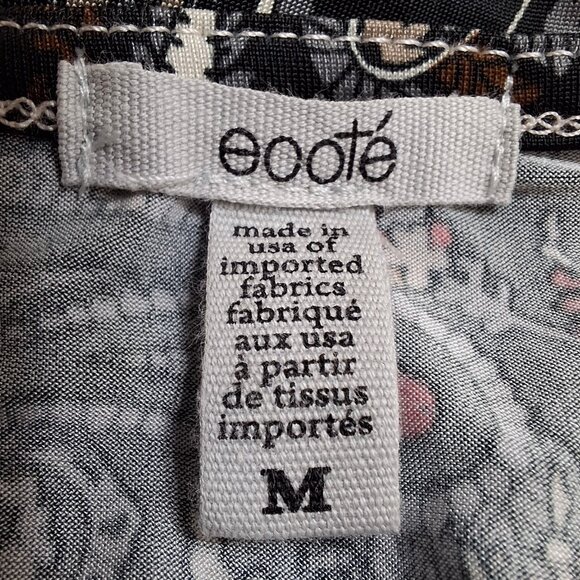 ecoté
made in
usa of
imported
fabrics
fabriqué
aux usa
à partir
de tissus
importés
M